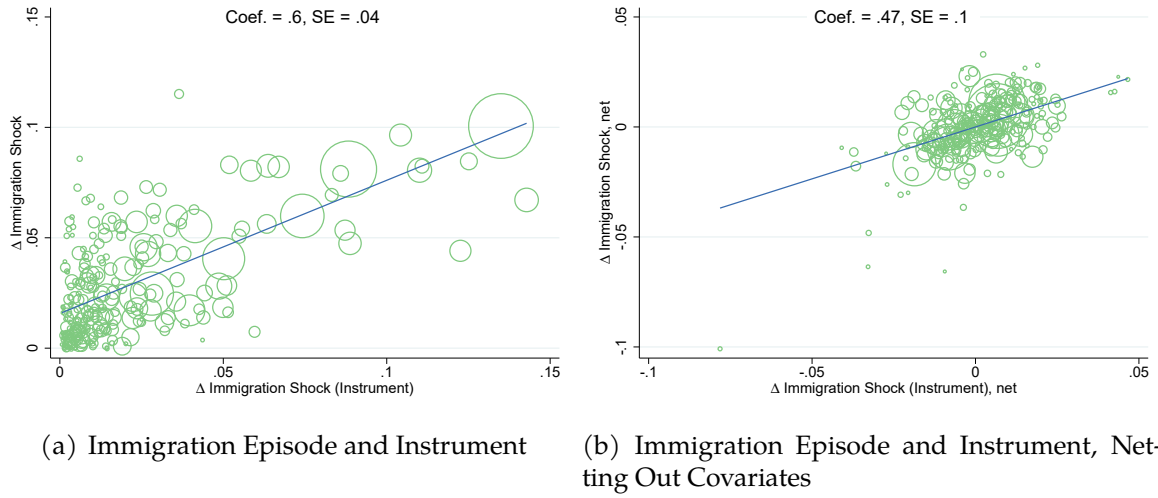 Coef. = .6, SE = .04
.15
.1
.05
0
Δ Immigration Shock
0
.05
.1
.15
Δ Immigration Shock (Instrument)
(a) Immigration Episode and Instrument
Coef. = .47, SE = .1
.05
0
-.05
-.1
Δ Immigration Shock, net
-.1
-.05
0
.05
Δ Immigration Shock (Instrument), net
(b) Immigration Episode and Instrument, Net-
ting Out Covariates